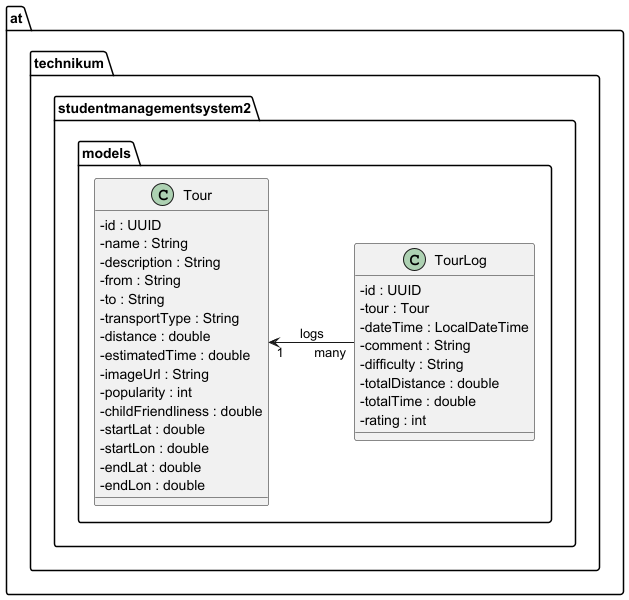 at
technikum
studentmanagementsystem2
models
C Tour
-id : UUID
-name : String
-description : String
-from : String
-to : String
-transportType : String
-distance : double
-estimatedTime : double
-imageUrl : String
-popularity : int
-childFriendliness : double
-startLat : double
-startLon : double
-endLat : double
-endLon : double
logs
1
many
C TourLog
-id : UUID
-tour : Tour
-dateTime : LocalDateTime
-comment : String
-difficulty : String
-totalDistance : double
-totalTime : double
-rating : int